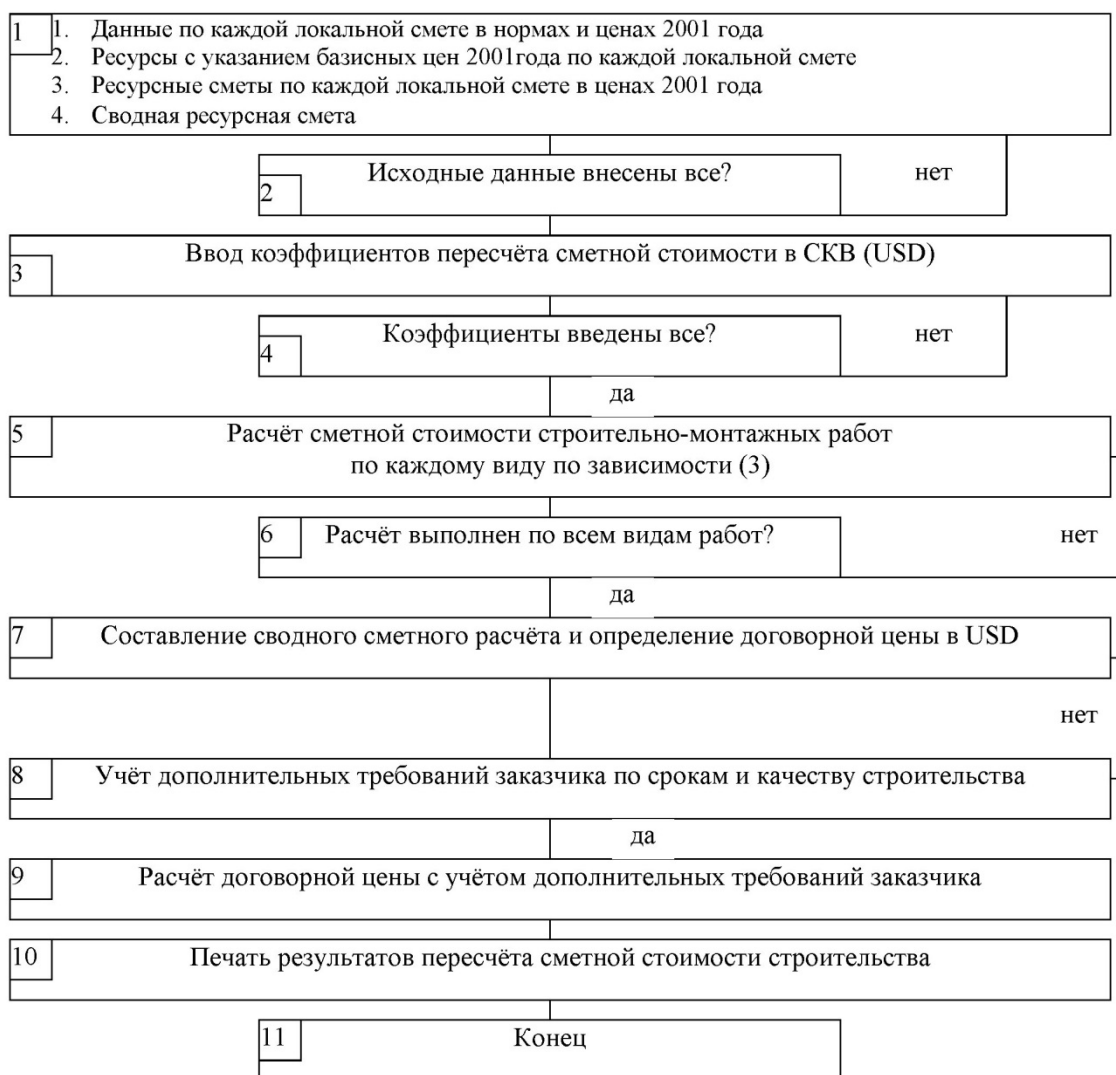 1
1. Данные по каждой локальной смете в нормах и ценах 2001 года
2. Ресурсы с указанием базисных цен 2001года по каждой локальной смете
3. Ресурсные сметы по каждой локальной смете в ценах 2001 года
4. Сводная ресурсная смета
Исходные данные внесены все?
нет
2
Ввод коэффициентов пересчёта сметной стоимости в СКВ (USD)
3
Коэффициенты введены все?
нет
4
да
5
Расчёт сметной стоимости строительно-монтажных работ
по каждому виду по зависимости (3)
6
Расчёт выполнен по всем видам работ?
нет
да
7
Составление сводного сметного расчёта и определение договорной цены в USD
нет
8
Учёт дополнительных требований заказчика по срокам и качеству строительства
да
9
Расчёт договорной цены с учётом дополнительных требований заказчика
10
Печать результатов пересчёта сметной стоимости строительства
11
Конец